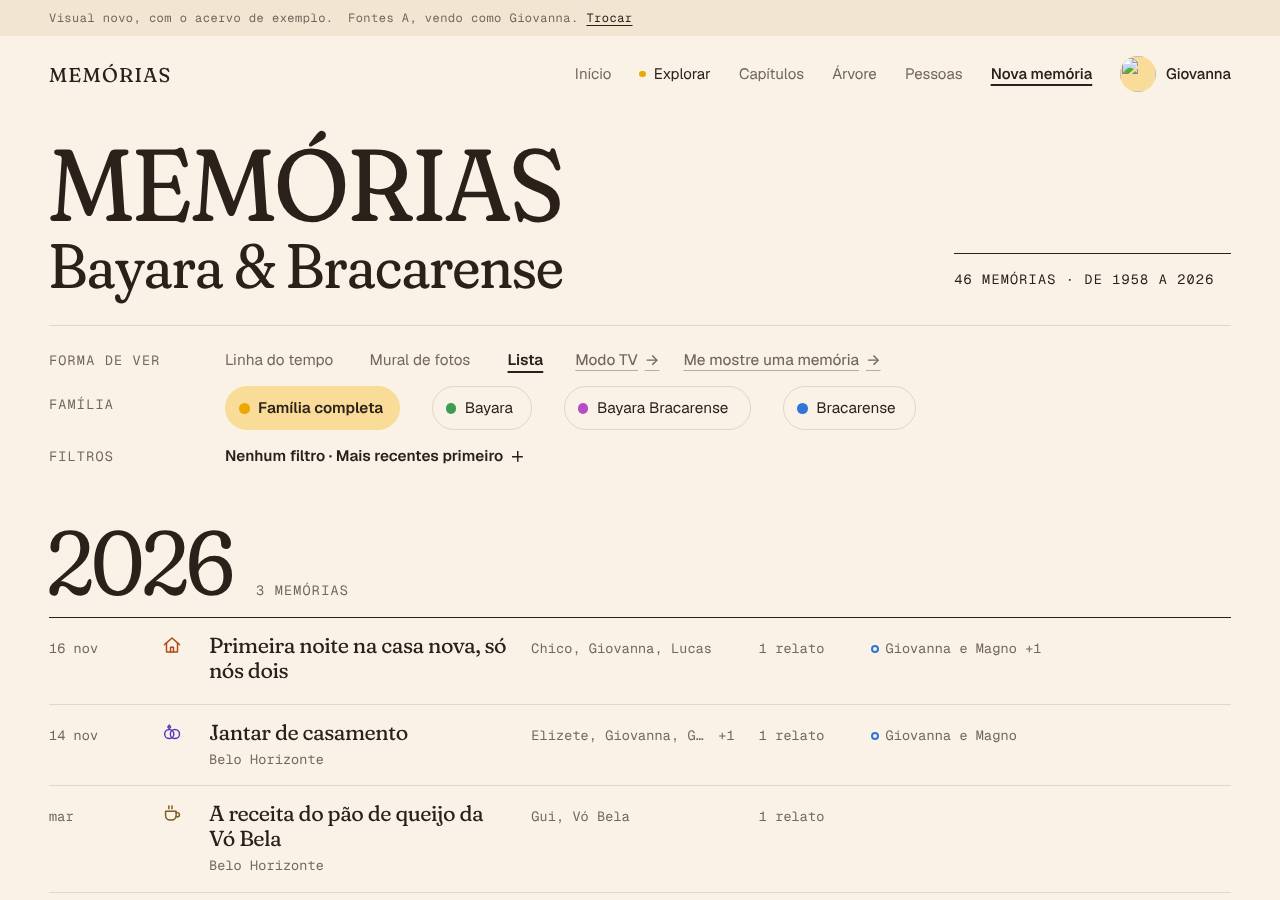 Visual novo, com o acervo de exemplo. Fontes A, vendo como Giovanna. Trocar
MEMÓRIAS
Início Explorar Capítulos Árvore Pessoas Nova memória Giovanna
MEMÓRIAS
Bayara & Bracarense
46 MEMÓRIAS · DE 1958 A 2026
FORMA DE VER Linha do tempo Mural de fotos Lista Modo TV → Me mostre uma memória →
FAMÍLIA Família completa Bayara Bayara Bracarense Bracarense
FILTROS Nenhum filtro · Mais recentes primeiro +
2026 3 MEMÓRIAS
16 nov Primeira noite na casa nova, só Chico, Giovanna, Lucas 1 relato Giovanna e Magno +1
nós dois
14 nov Jantar de casamento Elizete, Giovanna, G… +1 1 relato Giovanna e Magno
Belo Horizonte
mar A receita do pão de queijo da Gui, Vó Bela 1 relato
Vó Bela
Belo Horizonte